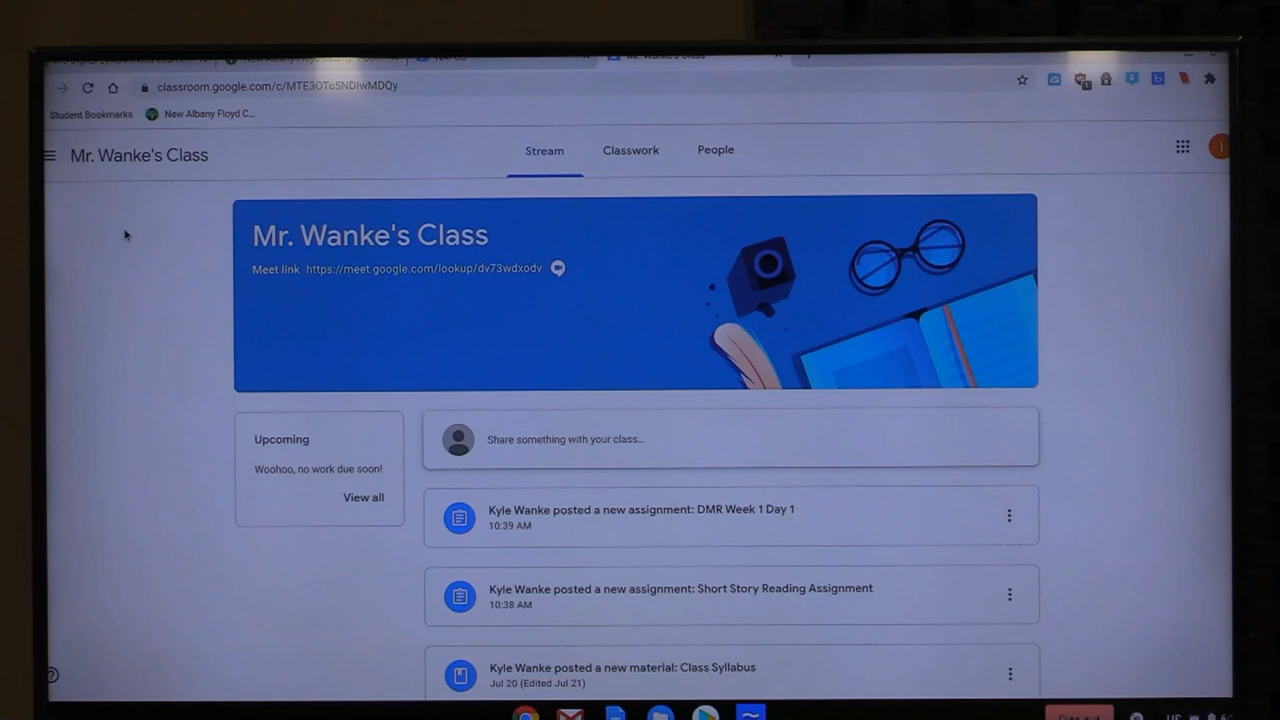 classroom.google.com/c/MTE3OTc5NDIwMDQy
Student Bookmarks
New Albany Floyd C...
Mr. Wanke's Class
Stream
Classwork
People
Mr. Wanke's Class
Meet link https://meet.google.com/lookup/dv73wdxodv
Upcoming
Woohoo, no work due soon!
View all
Share something with your class...
Kyle Wanke posted a new assignment: DMR Week 1 Day 1
10:39 AM
Kyle Wanke posted a new assignment: Short Story Reading Assignment
10:38 AM
Kyle Wanke posted a new material: Class Syllabus
Jul 20 (Edited Jul 21)